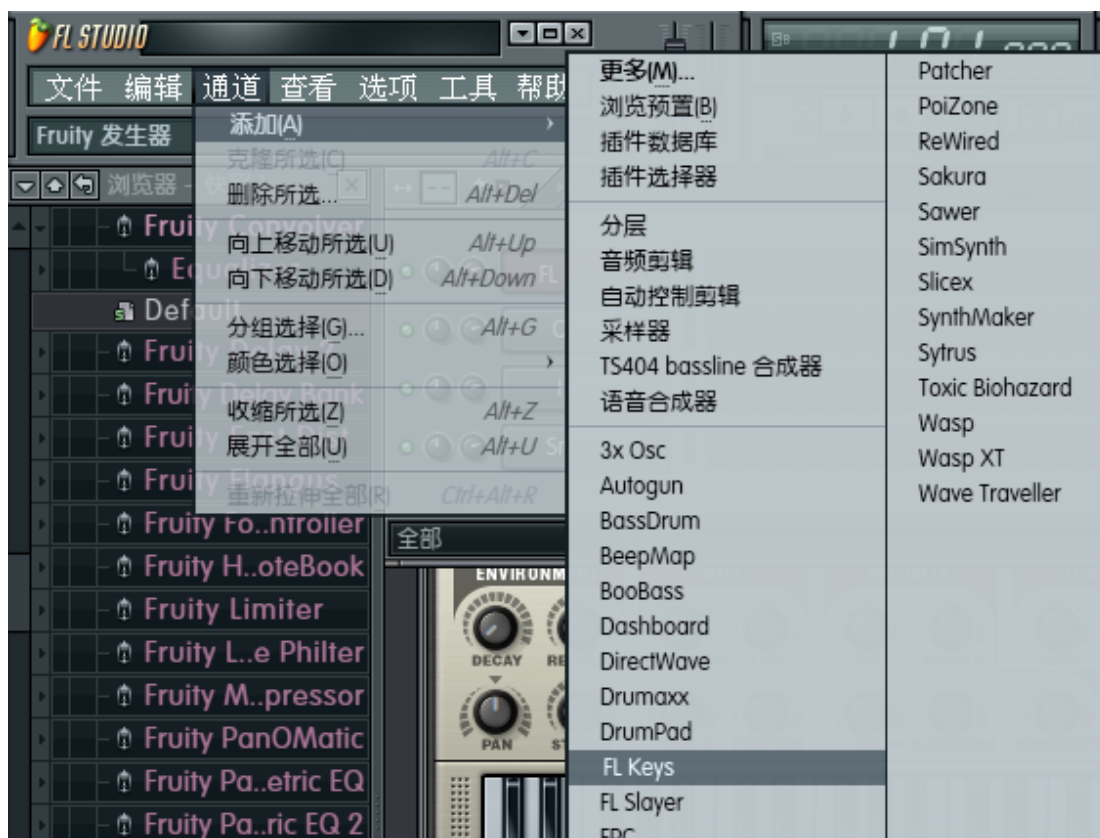 FL STUDIO
文件 编辑 通道 查看 选项 工具 帮助
Fruity 发生器
浏览器 -
Fruity Convolver
Equalizer
Default
Fruity Delay Bank
Fruity Flangus
Fruity Fo..ntroller
Fruity H..oteBook
Fruity Limiter
Fruity L..e Philter
Fruity M..pressor
Fruity PanOMatic
Fruity Pa..etric EQ
Fruity Pa..ric EQ 2
添加(A)
克隆所选(C) Alt+C
删除所选... Alt+Del
向上移动所选(U) Alt+Up
向下移动所选(D) Alt+Down
分组选择(G)... Alt+G
颜色选择(O)
收缩所选(Z) Alt+Z
展开全部(U) Alt+U
重新拉伸全部(R) Ctrl+Alt+R
全部
DECAY
PAN
更多(M)...
浏览预置(B)
插件数据库
插件选择器
分层
音频剪辑
自动控制剪辑
采样器
TS404 bassline 合成器
语音合成器
3x Osc
Autogun
BassDrum
BeepMap
BooBass
Dashboard
DirectWave
Drumaxx
DrumPad
FL Keys
FL Slayer
FPC
Patcher
PoiZone
ReWired
Sakura
Sawer
SimSynth
Slicex
SynthMaker
Sytrus
Toxic Biohazard
Wasp
Wasp XT
Wave Traveller